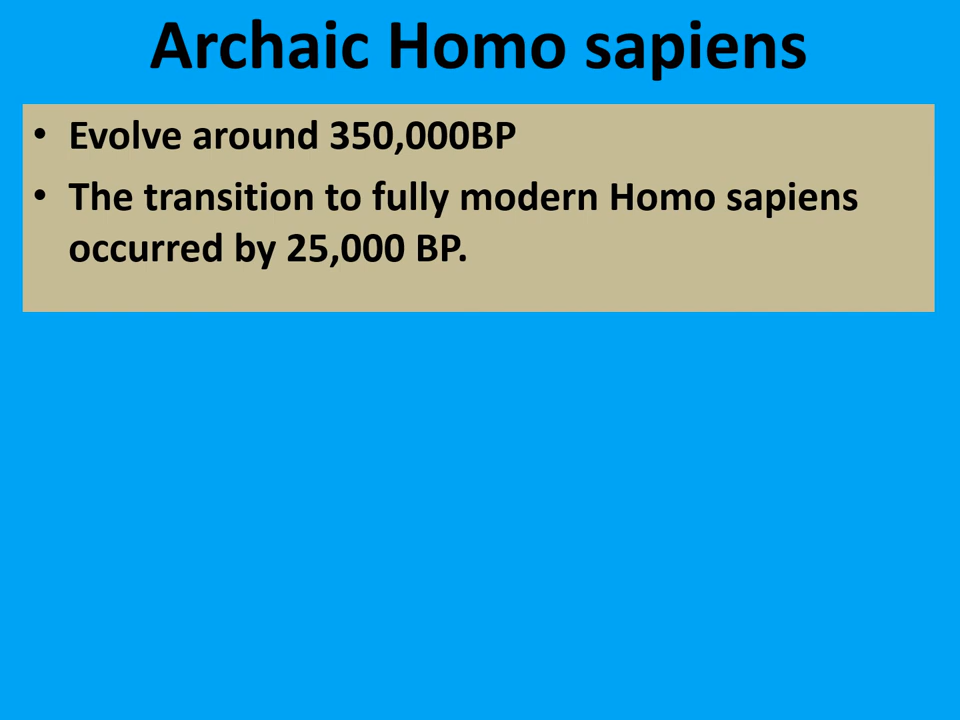 Archaic Homo sapiens
• Evolve around 350,000BP
• The transition to fully modern Homo sapiens
occurred by 25,000 BP.